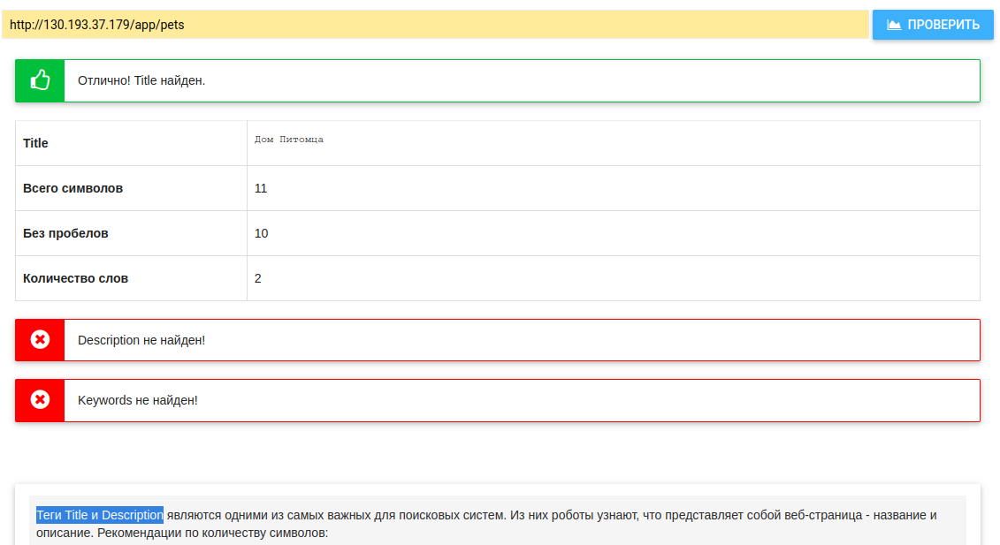 http://130.193.37.179/app/pets
ПРОВЕРИТЬ
Отлично! Title найден.
Title
Дом Питомца
Всего символов
11
Без пробелов
10
Количество слов
2
Description не найден!
Keywords не найден!
Теги Title и Description являются одними из самых важных для поисковых систем. Из них роботы узнают, что представляет собой веб-страница - название и
описание. Рекомендации по количеству символов: